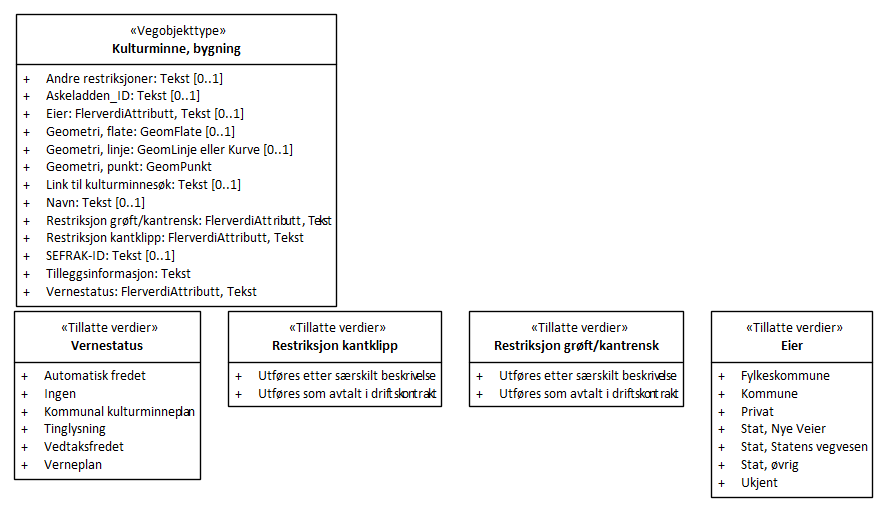 «Vegobjekttype»
Kulturminne, bygning
+ Andre restriksjoner: Tekst [0..1]
+ Askeladden_ID: Tekst [0..1]
+ Eier: FlerverdiAttributt, Tekst [0..1]
+ Geometri, flate: GeomFlate [0..1]
+ Geometri, linje: GeomLinje eller Kurve [0..1]
+ Geometri, punkt: GeomPunkt
+ Link til kulturminnesøk: Tekst [0..1]
+ Navn: Tekst [0..1]
+ Restriksjon grøft/kantrensk: FlerverdiAttributt, Tekst
+ Restriksjon kantklipp: FlerverdiAttributt, Tekst
+ SEFRAK-ID: Tekst [0..1]
+ Tilleggsinformasjon: Tekst
+ Vernestatus: FlerverdiAttributt, Tekst
«Tillatte verdier»
Vernestatus
+ Automatisk fredet
+ Ingen
+ Kommunal kulturminneplan
+ Tinglysning
+ Vedtaksfredet
+ Verneplan
«Tillatte verdier»
Restriksjon kantklipp
+ Utføres etter særskilt beskrivelse
+ Utføres som avtalt i driftskontrakt
«Tillatte verdier»
Restriksjon grøft/kantrensk
+ Utføres etter særskilt beskrivelse
+ Utføres som avtalt i driftskontrakt
«Tillatte verdier»
Eier
+ Fylkeskommune
+ Kommune
+ Privat
+ Stat, Nye Veier
+ Stat, Statens vegvesen
+ Stat, øvrig
+ Ukjent